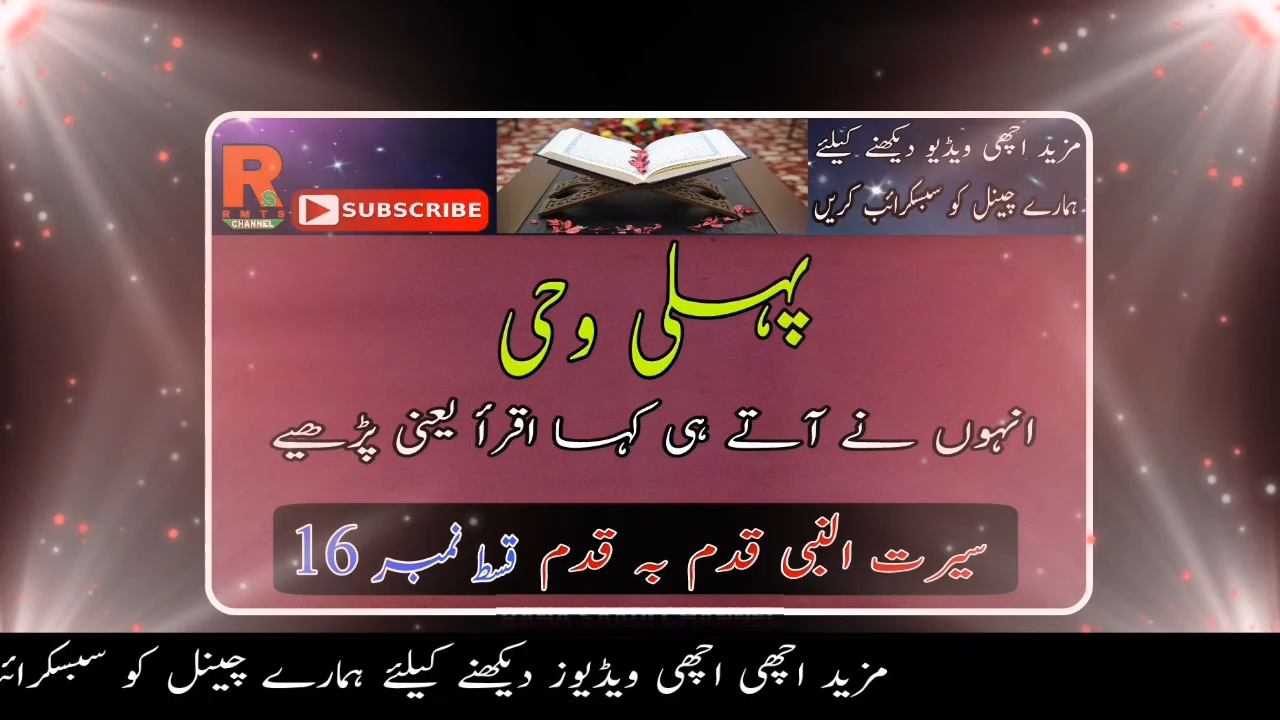 RS
RMTS
CHANNEL
SUBSCRIBE
مزید اچھی ویڈیو دیکھنے کیلئے
ہمارے چینل کو سبسکرائب کریں
پہلی وحی
انہوں نے آتے ہی کہا اقرأ یعنی پڑھیے
سیرت النبی قدم بہ قدم قسط نمبر 16
مزید اچھی اچھی ویڈیوز دیکھنے کیلئے ہمارے چینل کو سبسکرائ